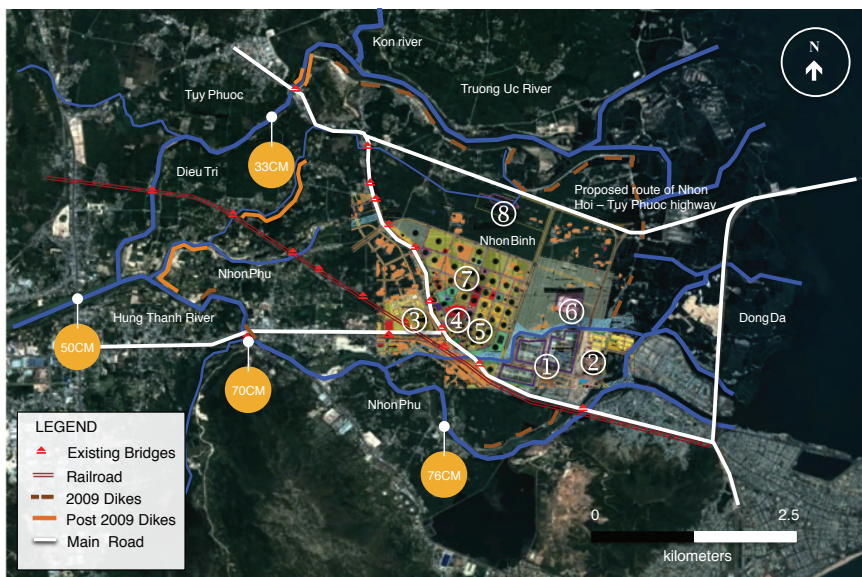 Kon river
N
Tuy Phuoc
Truong Uc River
33CM
Dieu Tri
Proposed route of Nhon
Hoi – Tuy Phuoc highway
8
Nhon Binh
Nhon Phu
7
Hung Thanh River
3
4
5
6
Dong Da
50CM
1
2
70CM
Nhon Phu
76CM
LEGEND
Existing Bridges
Railroad
2009 Dikes
Post 2009 Dikes
Main Road
0
2.5
kilometers